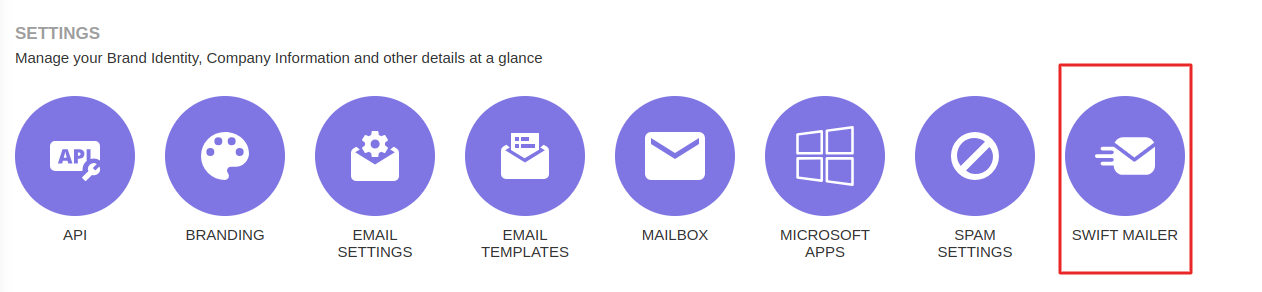 SETTINGS
Manage your Brand Identity, Company Information and other details at a glance
API
API
BRANDING
EMAIL
SETTINGS
EMAIL
TEMPLATES
MAILBOX
MICROSOFT
APPS
SPAM
SETTINGS
SWIFT MAILER